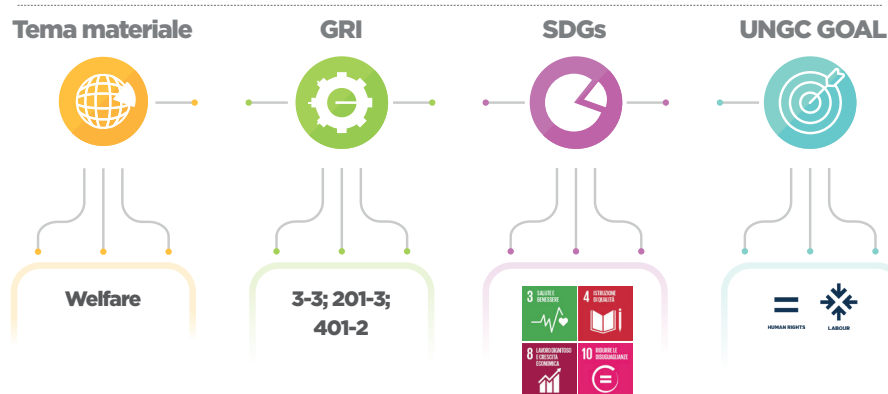 Tema materiale
GRI
SDGs
UNGC GOAL
Welfare
3-3; 201-3;
401-2
3 SALUTE E
BENESSERE
4 ISTRUZIONE
DI QUALITÀ
8 LAVORO DIGNITOSO
E CRESCITA
ECONOMICA
10 RIDURRE LE
DISUGUAGLIANZE
HUMAN RIGHTS
LABOUR